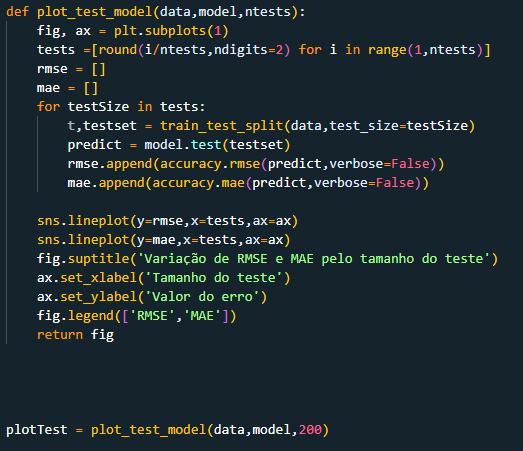 def plot_test_model(data,model,ntests):
    fig, ax = plt.subplots(1)
    tests =[round(i/ntests,ndigits=2) for i in range(1,ntests)]
    rmse = []
    mae = []
    for testSize in tests:
        t,testset = train_test_split(data,test_size=testSize)
        predict = model.test(testset)
        rmse.append(accuracy.rmse(predict,verbose=False))
        mae.append(accuracy.mae(predict,verbose=False))
    sns.lineplot(y=rmse,x=tests,ax=ax)
    sns.lineplot(y=mae,x=tests,ax=ax)
    fig.suptitle('Variação de RMSE e MAE pelo tamanho do teste')
    ax.set_xlabel('Tamanho do teste')
    ax.set_ylabel('Valor do erro')
    fig.legend(['RMSE','MAE'])
    return fig
plotTest = plot_test_model(data,model,200)